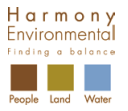 Harmony
Environmental
Finding a balance
People Land Water